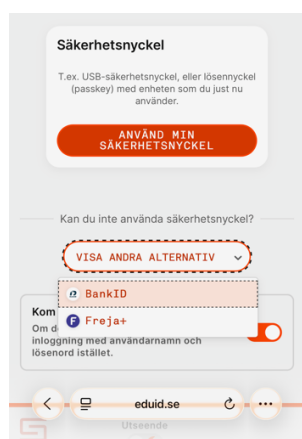 Säkerhetsnyckel
T.ex. USB-säkerhetsnyckel, eller lösennyckel
(passkey) med enheten som du just nu
använder.
ANVÄND MIN
SÄKERHETSNYCKEL
Kan du inte använda säkerhetsnyckel?
VISA ANDRA ALTERNATIV
BankID
Freja+
Kom
Om d
inloggning med användarnamn och
lösenord istället.
eduid.se
Utseende